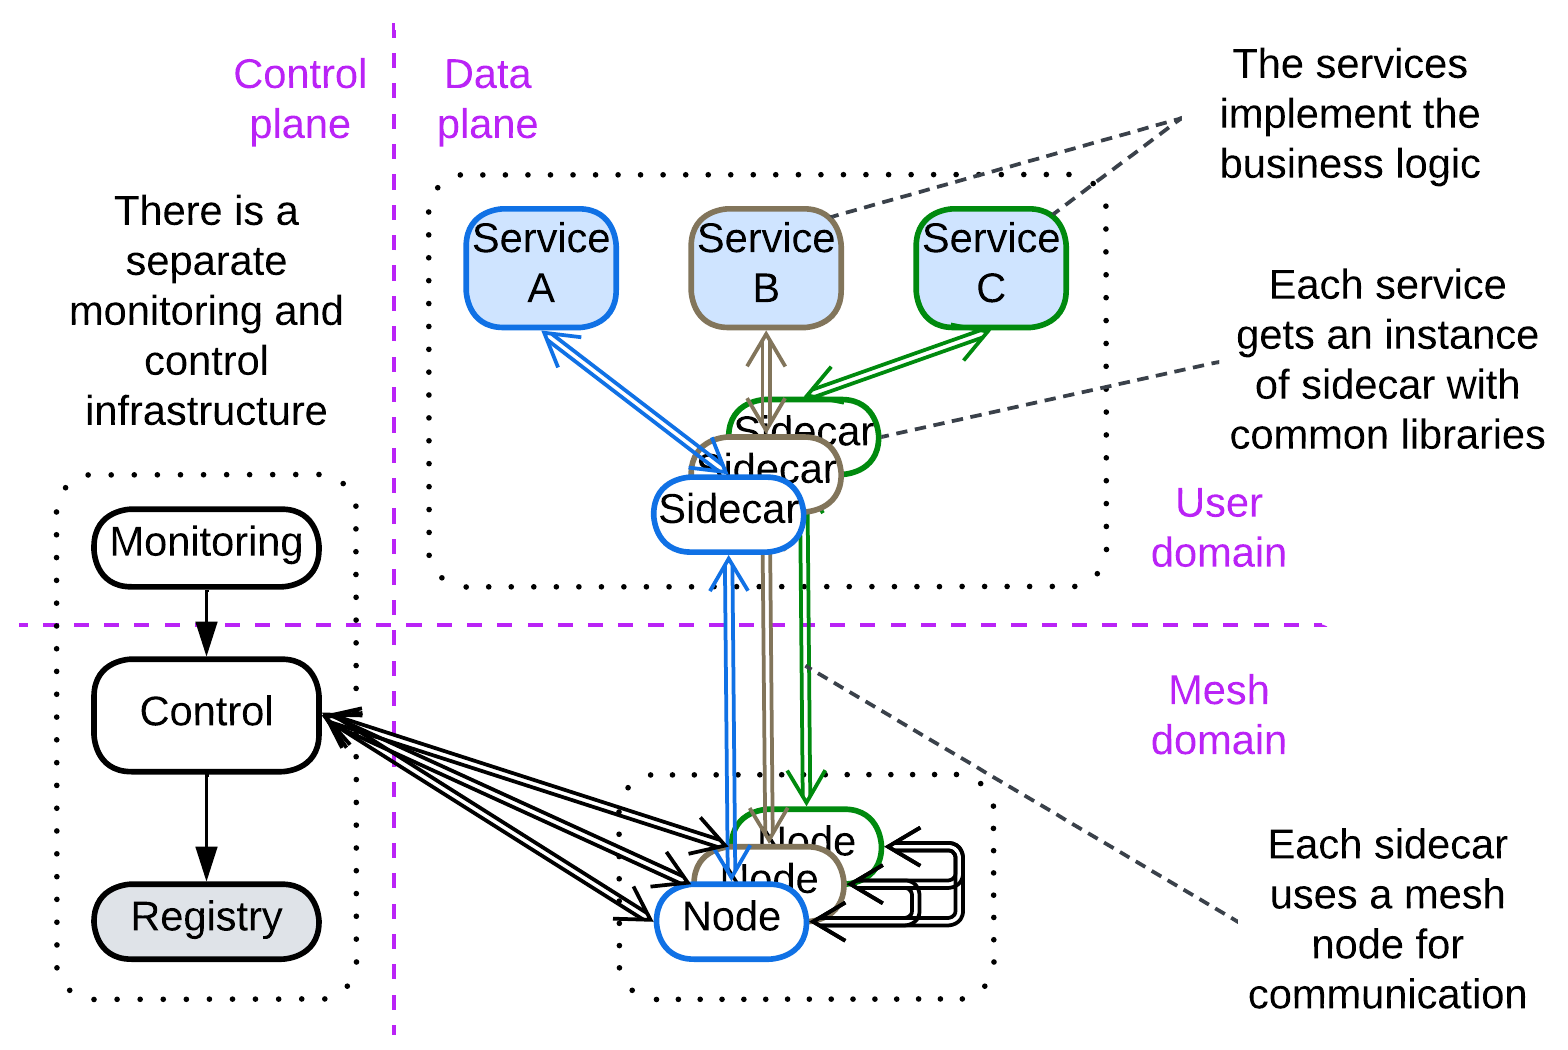 Control
plane
Data
plane
The services
implement the
business logic
There is a
separate
monitoring and
control
infrastructure
Service
A
Service
B
Service
C
Each service
gets an instance
of sidecar with
common libraries
Sidecar
Sidecar
Sidecar
User
domain
Monitoring
Control
Registry
Mesh
domain
Node
Node
Node
Each sidecar
uses a mesh
node for
communication